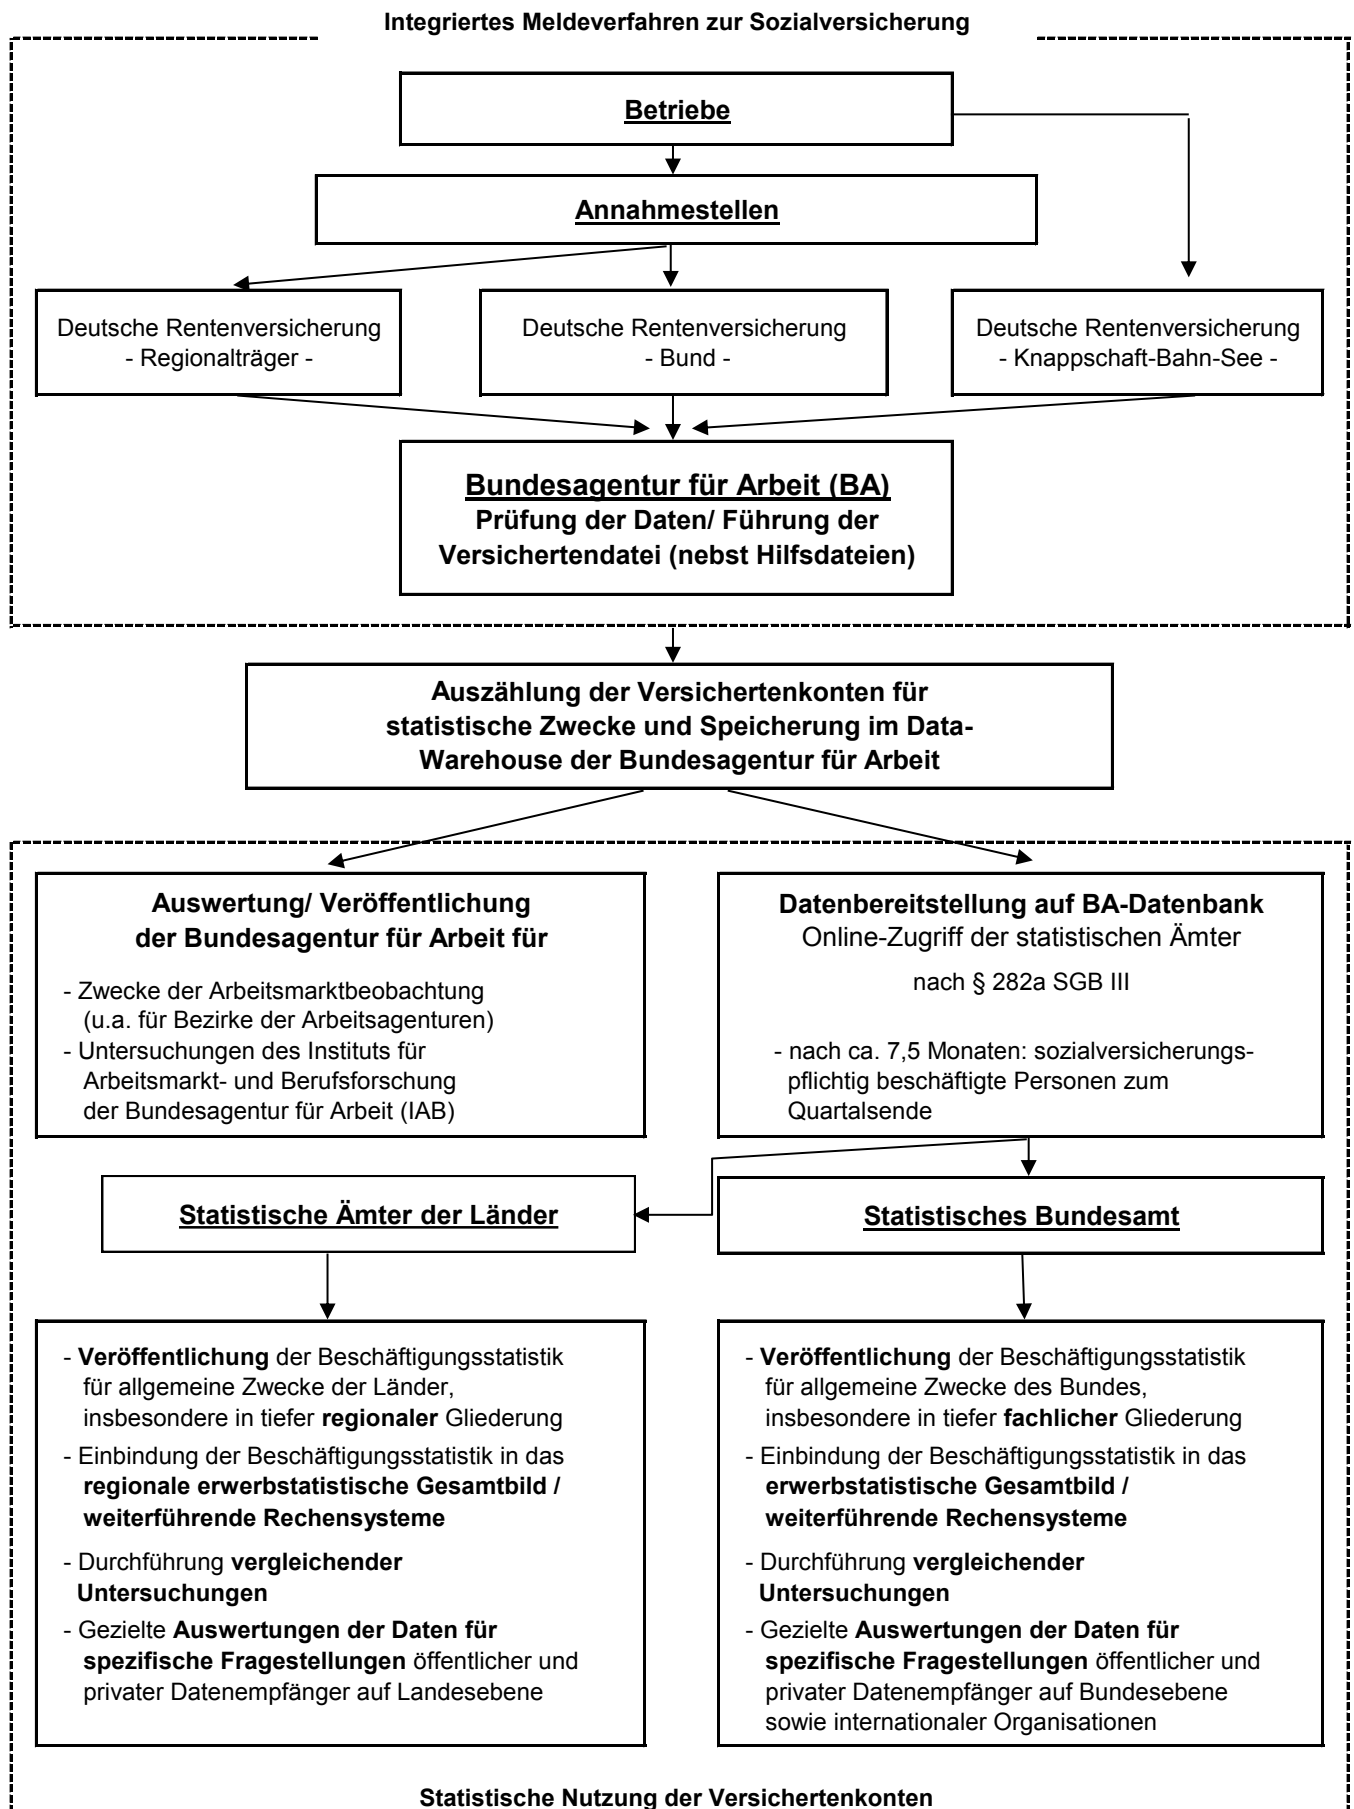 Integriertes Meldeverfahren zur Sozialversicherung
Betriebe
Annahmestellen
Deutsche Rentenversicherung
- Regionalträger -
Deutsche Rentenversicherung
- Bund -
Deutsche Rentenversicherung
- Knappschaft-Bahn-See -
Bundesagentur für Arbeit (BA)
Prüfung der Daten/ Führung der
Versichertendatei (nebst Hilfsdateien)
Auszählung der Versichertenkonten für
statistische Zwecke und Speicherung im Data-
Warehouse der Bundesagentur für Arbeit
Auswertung/ Veröffentlichung
der Bundesagentur für Arbeit für
- Zwecke der Arbeitsmarktbeobachtung
(u.a. für Bezirke der Arbeitsagenturen)
- Untersuchungen des Instituts für
Arbeitsmarkt- und Berufsforschung
der Bundesagentur für Arbeit (IAB)
Datenbereitstellung auf BA-Datenbank
Online-Zugriff der statistischen Ämter
nach § 282a SGB III
- nach ca. 7,5 Monaten: sozialversicherungs-
pflichtig beschäftigte Personen zum
Quartalsende
Statistische Ämter der Länder
Statistisches Bundesamt
- Veröffentlichung der Beschäftigungsstatistik
für allgemeine Zwecke der Länder,
insbesondere in tiefer regionaler Gliederung
- Einbindung der Beschäftigungsstatistik in das
regionale erwerbstatistische Gesamtbild /
weiterführende Rechensysteme
- Durchführung vergleichender
Untersuchungen
- Gezielte Auswertungen der Daten für
spezifische Fragestellungen öffentlicher und
privater Datenempfänger auf Landesebene
- Veröffentlichung der Beschäftigungsstatistik
für allgemeine Zwecke des Bundes,
insbesondere in tiefer fachlicher Gliederung
- Einbindung der Beschäftigungsstatistik in das
erwerbstatistische Gesamtbild /
weiterführende Rechensysteme
- Durchführung vergleichender
Untersuchungen
- Gezielte Auswertungen der Daten für
spezifische Fragestellungen öffentlicher und
privater Datenempfänger auf Bundesebene
sowie internationaler Organisationen
Statistische Nutzung der Versichertenkonten